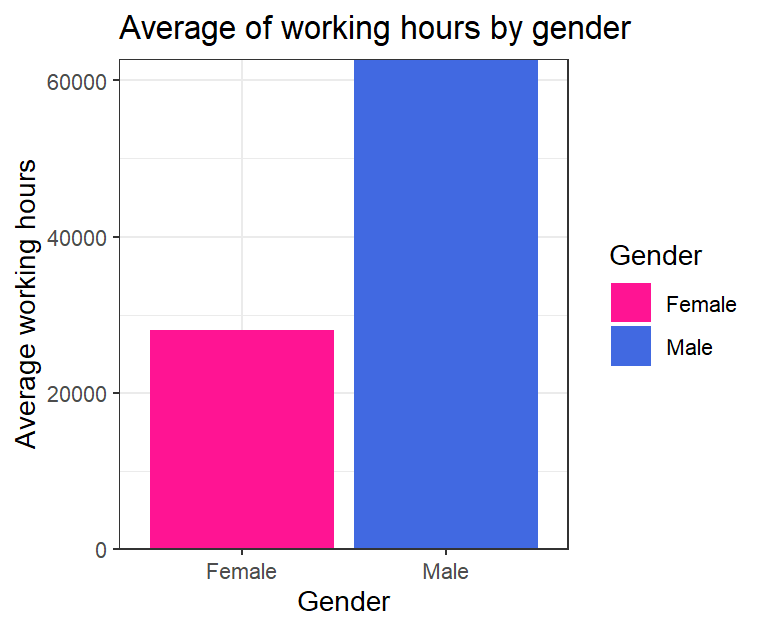 Average of working hours by gender
Average working hours
60000
40000
20000
0
Female
Male
Gender
Gender
Female
Male